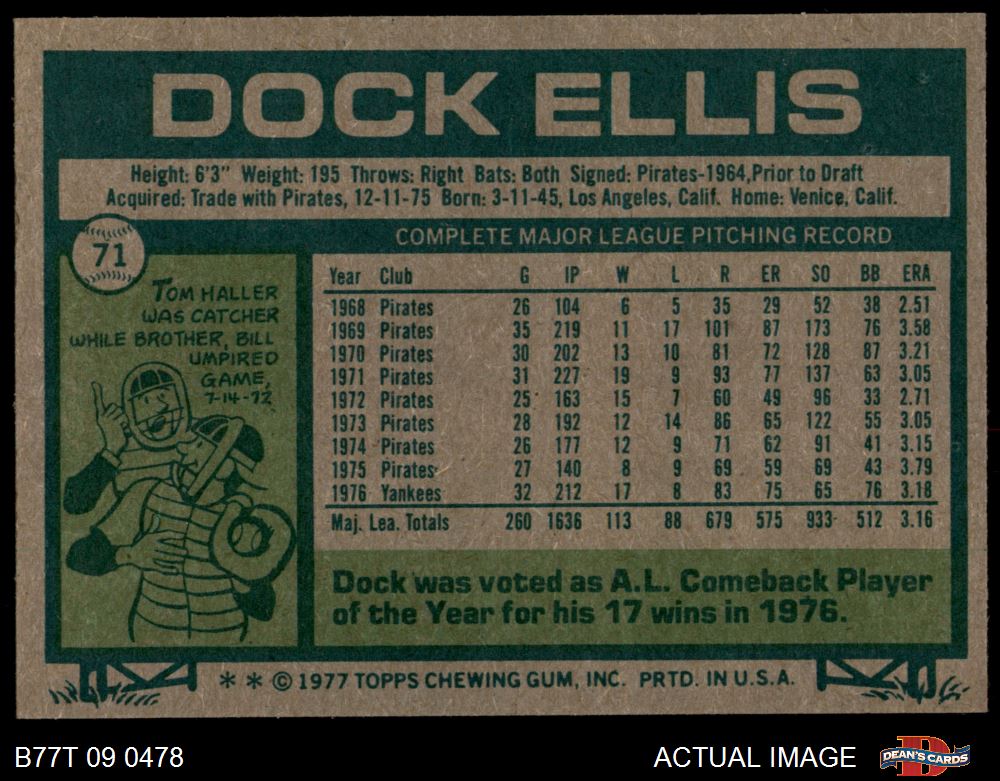 DOCK ELLIS
Height: 6'3" Weight: 195 Throws: Right Bats: Both Signed: Pirates-1964,Prior to Draft
Acquired: Trade with Pirates, 12-11-75 Born: 3-11-45, Los Angeles, Calif. Home: Venice, Calif.
71
TOM HALLER
WAS CATCHER
WHILE BROTHER, BILL
UMPIRED
GAME,
7-14-72
COMPLETE MAJOR LEAGUE PITCHING RECORD
Year Club G IP W L R ER SO BB ERA
1968 Pirates 26 104 6 5 35 29 52 38 2.51
1969 Pirates 35 219 11 17 101 87 173 76 3.58
1970 Pirates 30 202 13 10 81 72 128 87 3.21
1971 Pirates 31 227 19 9 93 77 137 63 3.05
1972 Pirates 25 163 15 7 60 49 96 33 2.71
1973 Pirates 28 192 12 14 86 65 122 55 3.05
1974 Pirates 26 177 12 9 71 62 91 41 3.15
1975 Pirates 27 140 8 9 69 59 69 43 3.79
1976 Yankees 32 212 17 8 83 75 65 76 3.18
Maj. Lea. Totals 260 1636 113 88 679 575 933 512 3.16
Dock was voted as A.L. Comeback Player
of the Year for his 17 wins in 1976.
* * © 1977 TOPPS CHEWING GUM, INC. PRTD. IN U.S.A.
B77T 09 0478
ACTUAL IMAGE
DEAN'S CARDS